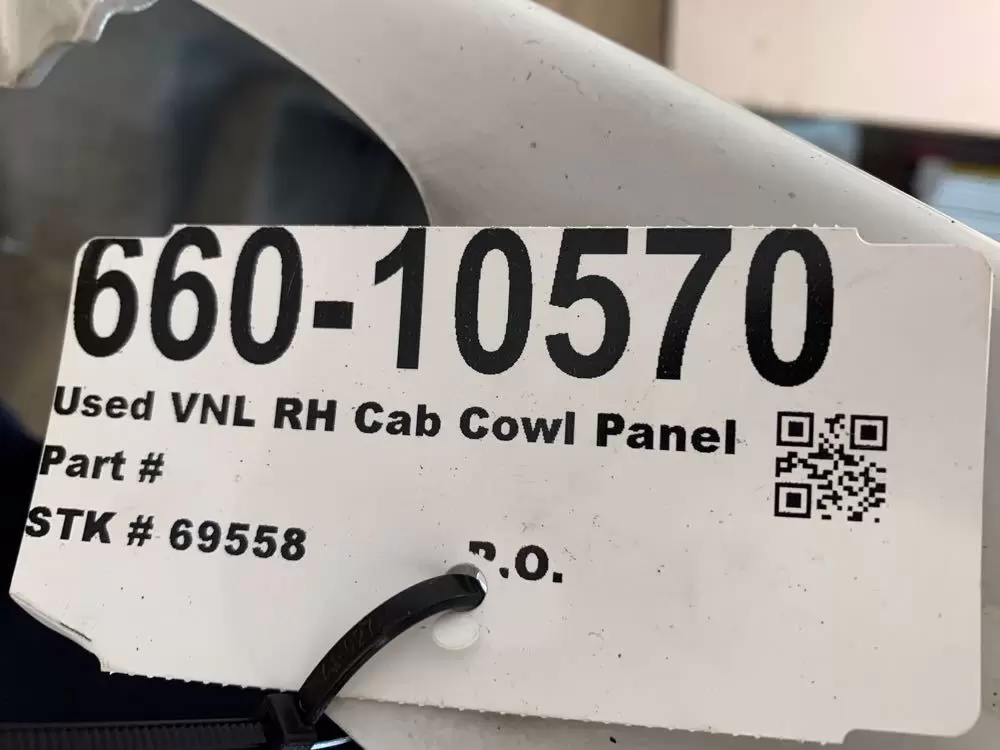 660-10570
Used VNL RH Cab Cowl Panel
Part #
STK # 69558
P.O.